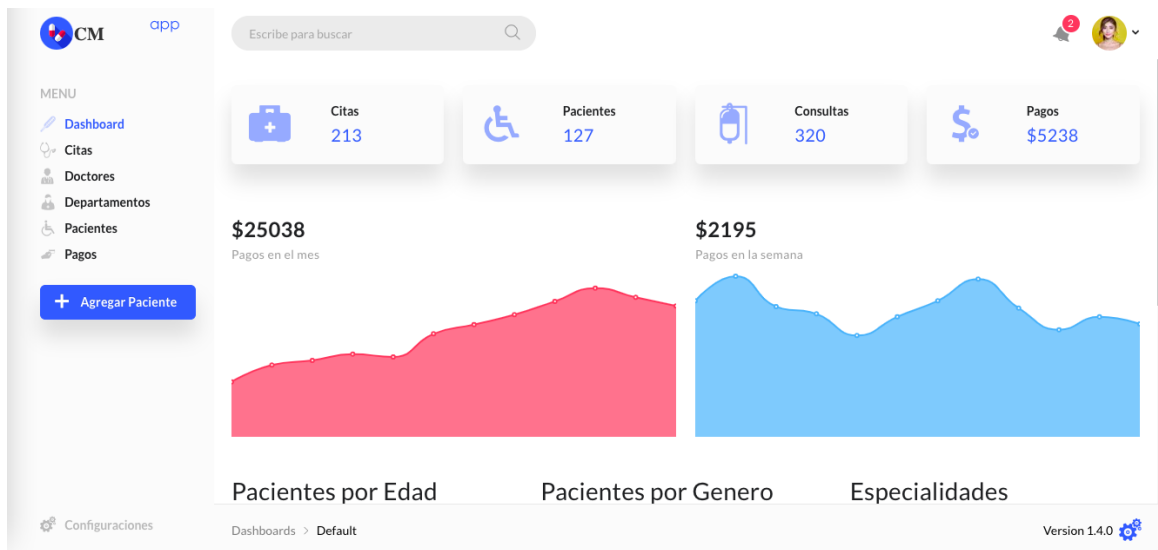 CM
app
Escribe para buscar
2
MENU
Dashboard
Citas
Doctores
Departamentos
Pacientes
Pagos
Agregar Paciente
Configuraciones
Citas
213
Pacientes
127
Consultas
320
Pagos
$5238
$25038
Pagos en el mes
$2195
Pagos en la semana
Pacientes por Edad
Pacientes por Genero
Especialidades
Dashboards > Default
Version 1.4.0